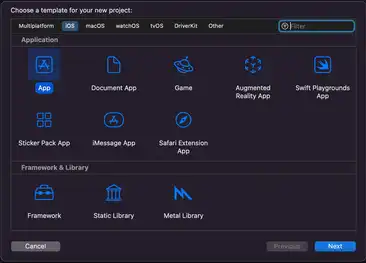 Choose a template for your new project:
Multiplatform iOS macOS watchOS tvOS DriverKit Other Filter
Application
App Document App Game Augmented Reality App Swift Playgrounds App
Sticker Pack App iMessage App Safari Extension App
Framework & Library
Framework Static Library Metal Library
Cancel Previous Next